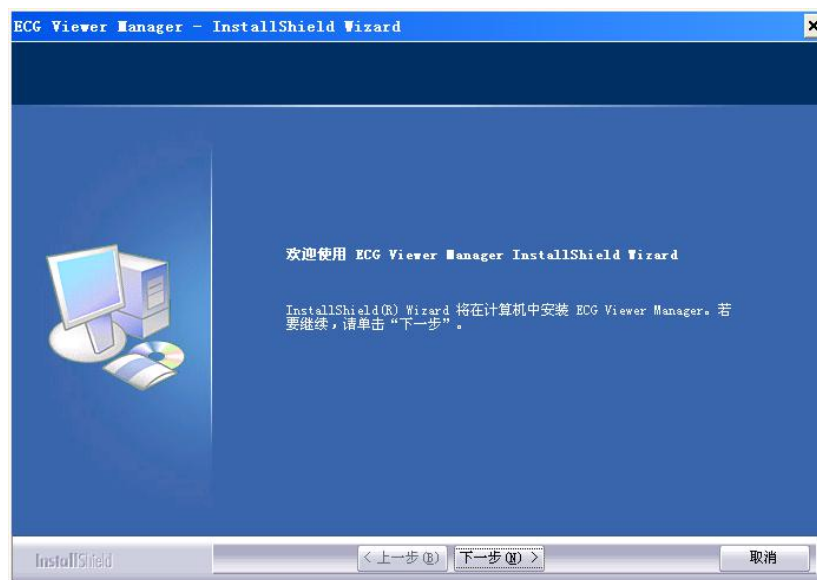 ECG Viewer Manager - InstallShield Wizard
欢迎使用 ECG Viewer Manager InstallShield Wizard
InstallShield(R) Wizard 将在计算机中安装 ECG Viewer Manager。若
要继续，请单击“下一步”。
InstallShield
< 上一步(B) 下一步(N) > 取消